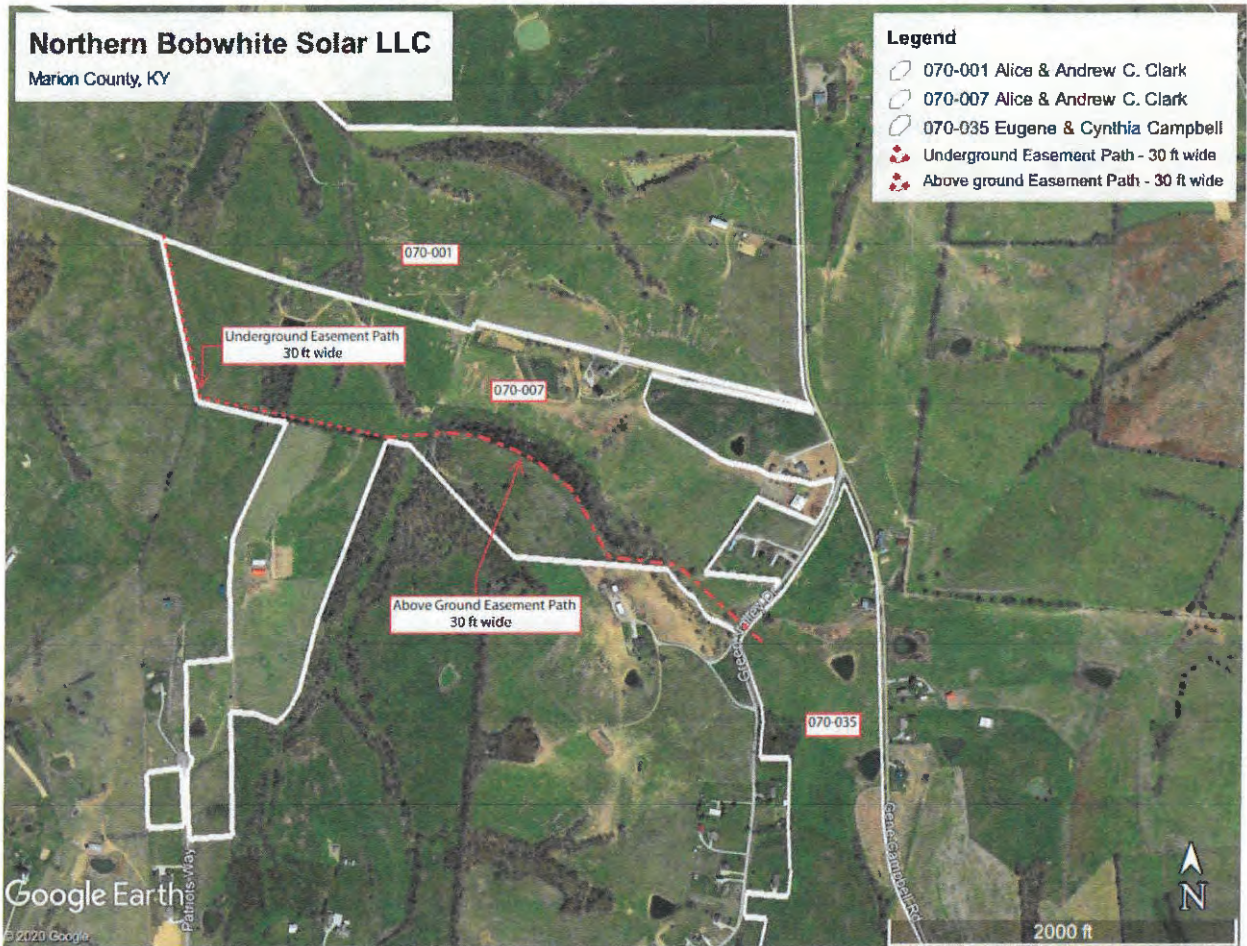 Northern Bobwhite Solar LLC
Marion County, KY
Legend
070-001 Alice & Andrew C. Clark
070-007 Alice & Andrew C. Clark
070-035 Eugene & Cynthia Campbell
Underground Easement Path - 30 ft wide
Above ground Easement Path - 30 ft wide
070-001
Underground Easement Path
30 ft wide
070-007
Above Ground Easement Path
30 ft wide
070-035
Gene Campbell Rd
Patriots Way
Google Earth
© 2020 Google
N
2000 ft